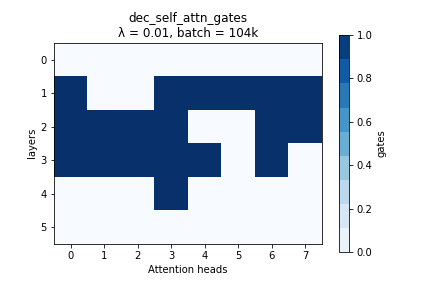 dec_self_attn_gates
λ = 0.01, batch = 104k
layers
0
1
2
3
4
5
0 1 2 3 4 5 6 7
Attention heads
1.0
0.8
0.6
0.4
0.2
0.0
gates